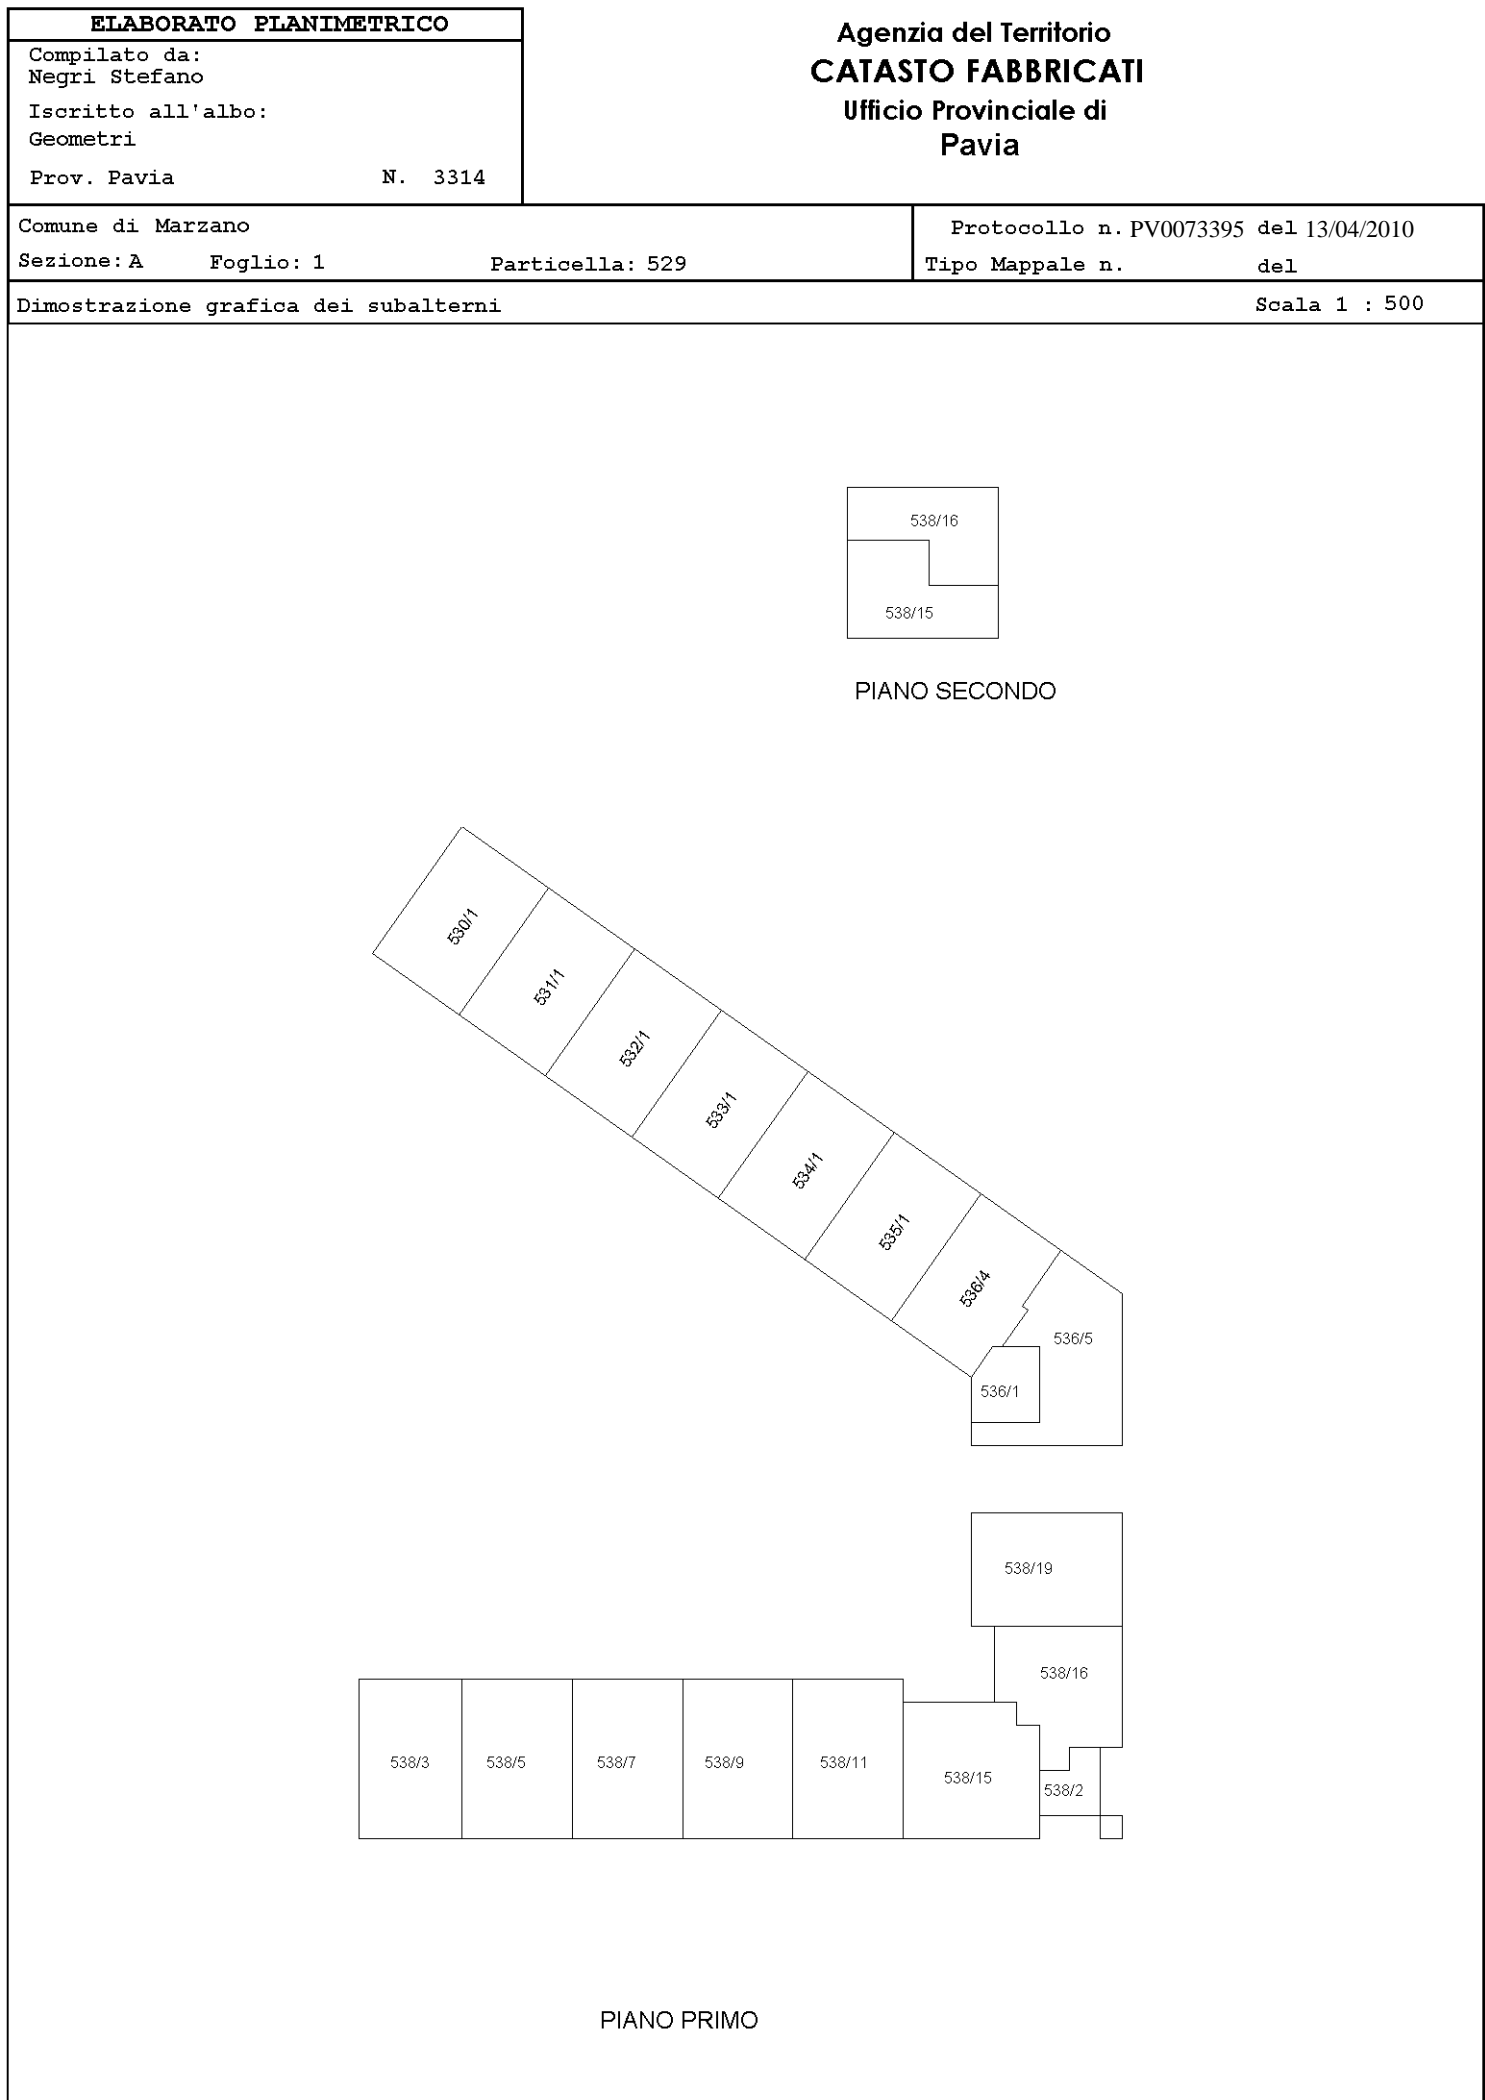 ELABORATO PLANIMETRICO
Compilato da:
Negri Stefano
Iscritto all'albo:
Geometri
Prov. Pavia N. 3314
Agenzia del Territorio
CATASTO FABBRICATI
Ufficio Provinciale di
Pavia
Comune di Marzano
Sezione: A Foglio: 1 Particella: 529
Protocollo n. PV0073395 del 13/04/2010
Tipo Mappale n. del
Dimostrazione grafica dei subalterni Scala 1 : 500
538/16
538/15
PIANO SECONDO
530/1
531/1
532/1
533/1
534/1
535/1
536/4
536/5
536/1
538/19
538/16
538/3 538/5 538/7 538/9 538/11 538/15 538/2
PIANO PRIMO